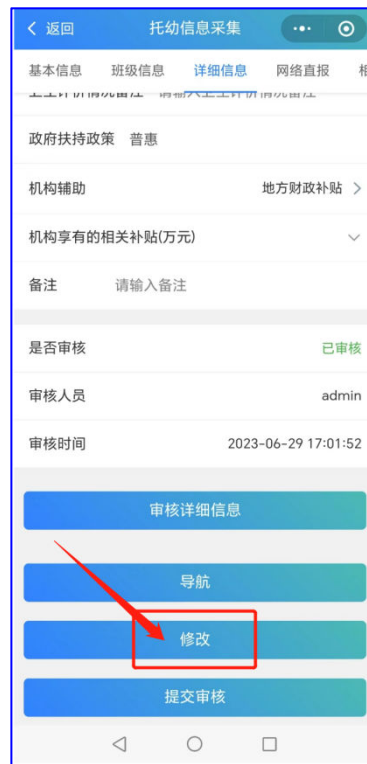 返回 托幼信息采集
基本信息 班级信息 详细信息 网络直报
政府扶持政策 普惠
机构辅助 地方财政补贴
机构享有的相关补贴(万元)
备注 请输入备注
是否审核 已审核
审核人员 admin
审核时间 2023-06-29 17:01:52
审核详细信息
导航
修改
提交审核